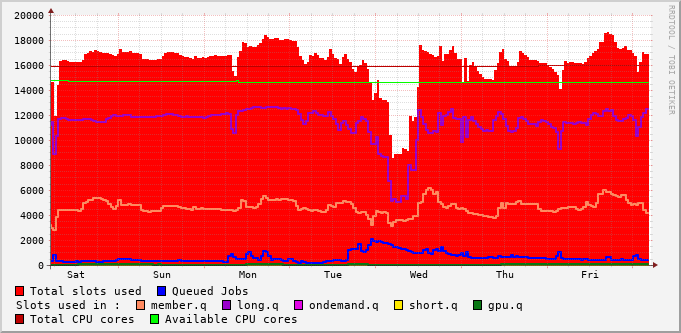 20000
18000
16000
14000
12000
10000
8000
6000
4000
2000
0
Sat Sun Mon Tue Wed Thu Fri
RRDTOOL / TOBI OETIKER
Total slots used Queued Jobs
Slots used in : member.q long.q ondemand.q short.q gpu.q
Total CPU cores Available CPU cores